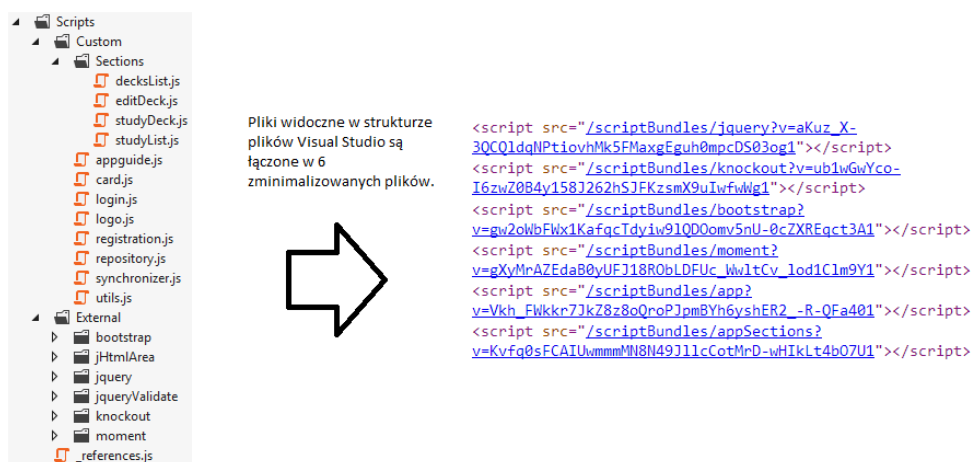 Scripts
Custom
Sections
decksList.js
editDeck.js
studyDeck.js
studyList.js
appguide.js
card.js
login.js
logo.js
registration.js
repository.js
synchronizer.js
utils.js
External
bootstrap
jHtmlArea
jquery
jqueryValidate
knockout
moment
_references.js
Pliki widoczne w strukturze
plików Visual Studio są
łączone w 6
zminimalizowanych plików.
<script src="/scriptBundles/jquery?v=aKuz_X-
3QCQldqNPtiovhMk5FMaxgEguh0mpcDS03og1"></script>
<script src="/scriptBundles/knockout?v=ub1wGwYco-
I6zwZ0B4y158J262hSJFKzsmX9uIwfwWg1"></script>
<script src="/scriptBundles/bootstrap?
v=gw2oWbFWx1KafqcTdyiw9lQDOomv5nU-0cZXREqct3A1"></script>
<script src="/scriptBundles/moment?
v=gXyMrAZEdaB0yUFJ18RObLDFUc_WwltCv_lod1Clm9Y1"></script>
<script src="/scriptBundles/app?
v=Vkh_FWkkr7JkZ8z8oQroPJpmBYh6yshER2_-R-QFa401"></script>
<script src="/scriptBundles/appSections?
v=Kvfq0sFCAIUwmmmMN8N49JllcCotMrD-wHIkLt4bO7U1"></script>